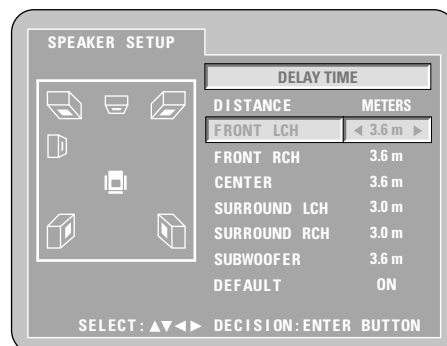 SPEAKER SETUP
DELAY TIME
DISTANCE METERS
FRONT LCH ◀ 3.6 m ▶
FRONT RCH 3.6 m
CENTER 3.6 m
SURROUND LCH 3.0 m
SURROUND RCH 3.0 m
SUBWOOFER 3.6 m
DEFAULT ON
SELECT:▲▼◀▶ DECISION:ENTER BUTTON